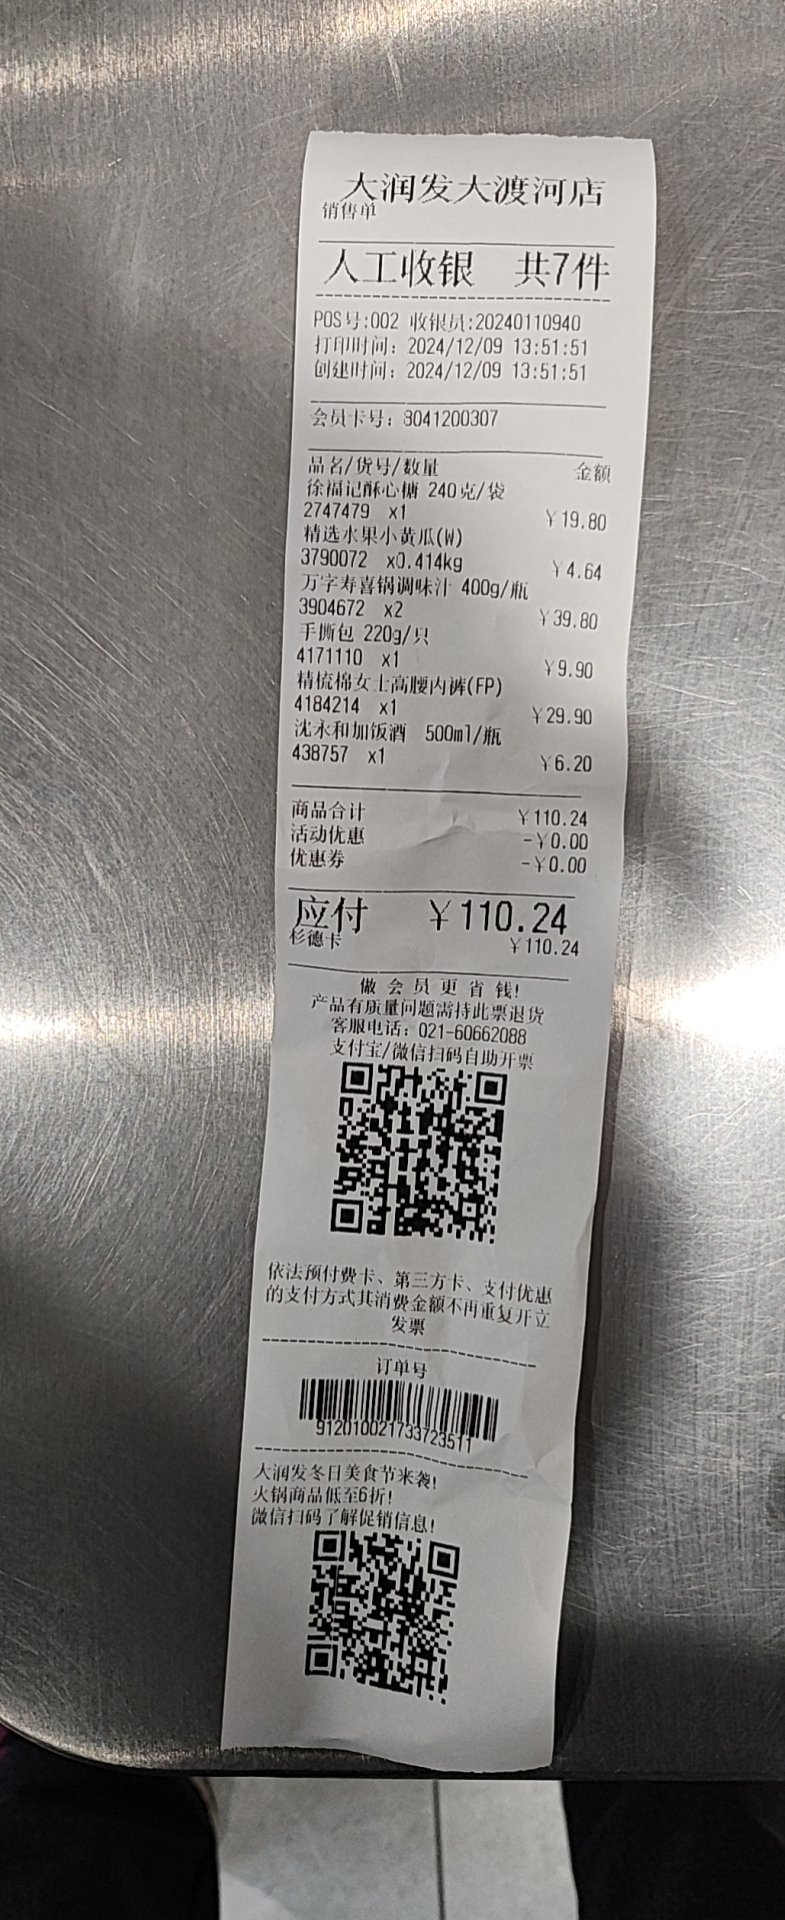 大润发大渡河店
销售单
人工收银 共7件
POS号:002 收银员:20240110940
打印时间: 2024/12/09 13:51:51
创建时间: 2024/12/09 13:51:51
会员卡号: 3041200307
品名/货号/数量 金额
徐福记酥心糖 240克/袋
2747479 x1 ￥19.80
精选水果小黄瓜(W)
3790072 x0.414kg ￥4.64
万字寿喜锅调味汁 400g/瓶
3904672 x2 ￥39.80
手撕包 220g/只
4171110 x1 ￥9.90
精梳棉女士高腰内裤(FP)
4184214 x1 ￥29.90
沈永和加饭酒 500ml/瓶
438757 x1 ￥6.20
商品合计 ￥110.24
活动优惠 -￥0.00
优惠券 -￥0.00
应付 ￥110.24
杉德卡 ￥110.24
做会员更省钱!
产品有质量问题需持此票退货
客服电话: 021-60662088
支付宝/微信扫码自助开票
依法预付费卡、第三方卡、支付优惠
的支付方式其消费金额不再重复开立
发票
订单号
912010021733723511
大润发冬日美食节来袭!
火锅商品低至6折!
微信扫码了解促销信息!